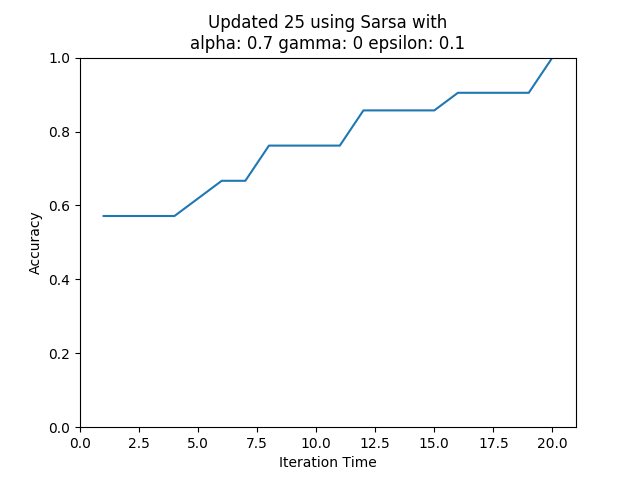 Updated 25 using Sarsa with
alpha: 0.7 gamma: 0 epsilon: 0.1
1.0
0.8
0.6
0.4
0.2
0.0
Accuracy
0.0 2.5 5.0 7.5 10.0 12.5 15.0 17.5 20.0
Iteration Time